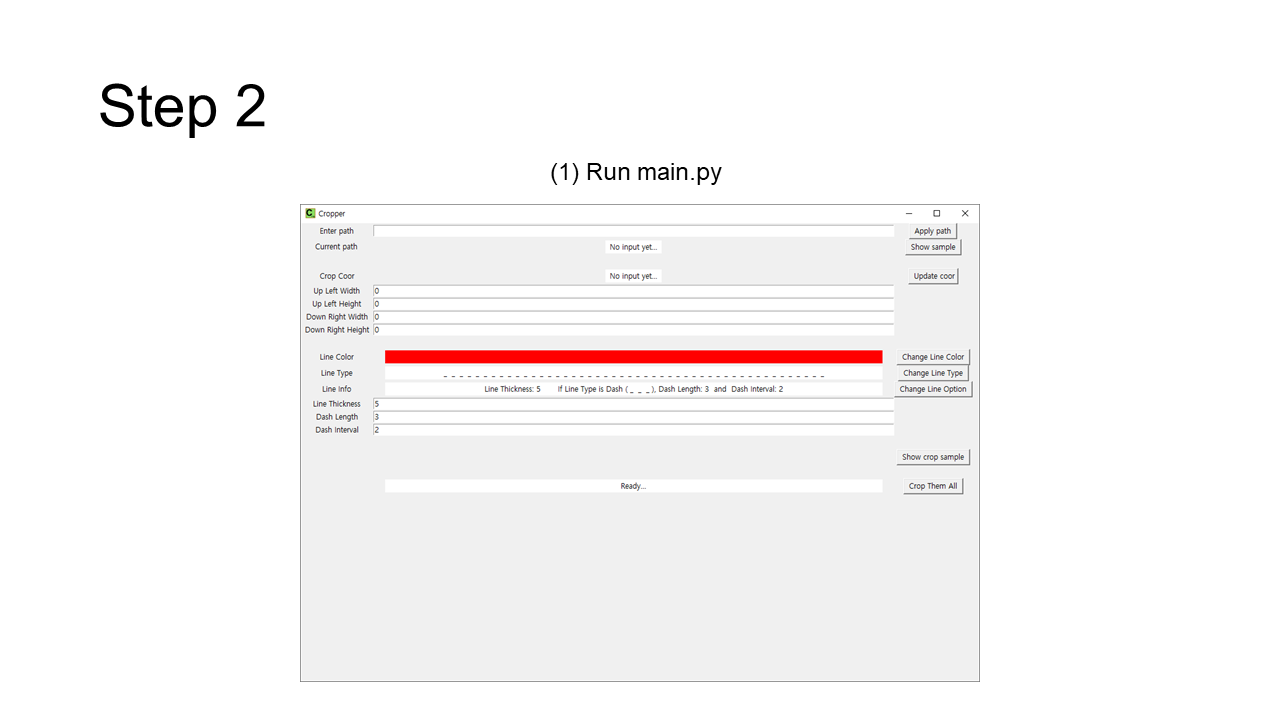 Step 2
(1) Run main.py
C Cropper
Enter path Apply path
Current path No input yet... Show sample
Crop Coor No input yet... Update coor
Up Left Width 0
Up Left Height 0
Down Right Width 0
Down Right Height 0
Line Color Change Line Color
Line Type _ _ _ _ _ _ _ _ _ _ _ _ _ _ _ _ _ _ _ _ _ _ _ _ _ _ _ _ _ _ _ _ _ _ _ _ _ _ _ _ _ _ _ _ _ _ _ _ Change Line Type
Line Info Line Thickness: 5 If Line Type is Dash ( _ _ _ ), Dash Length: 3 and Dash Interval: 2 Change Line Option
Line Thickness 5
Dash Length 3
Dash Interval 2
Show crop sample
Ready... Crop Them All